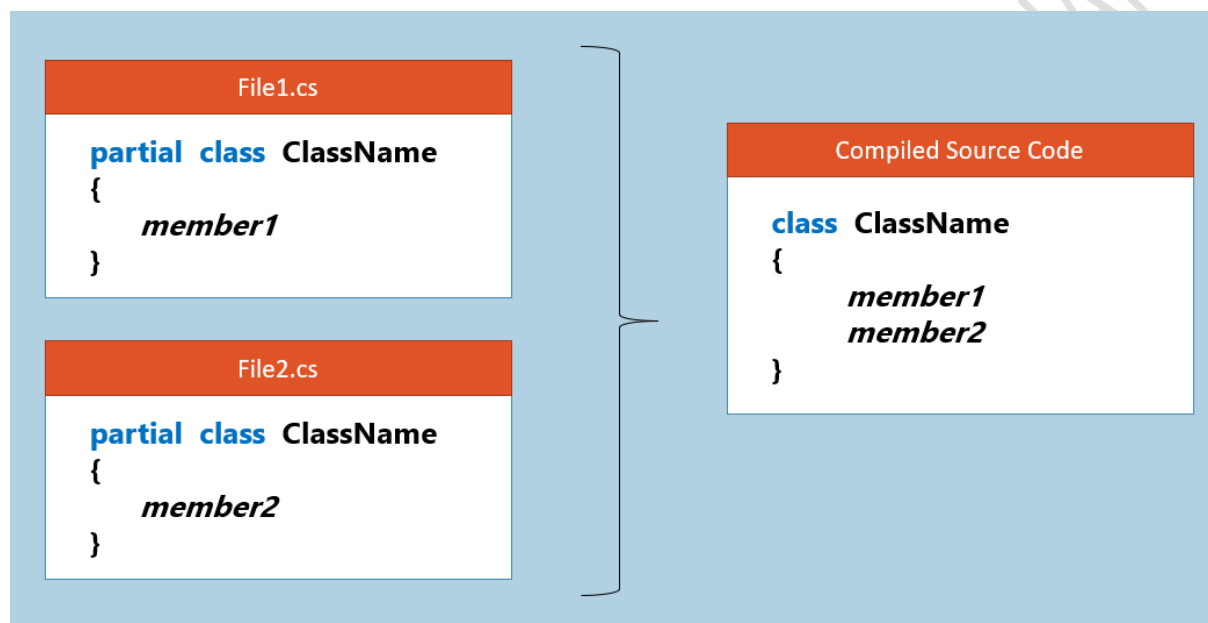 File1.cs
partial class ClassName
{
member1
}
File2.cs
partial class ClassName
{
member2
}
Compiled Source Code
class ClassName
{
member1
member2
}